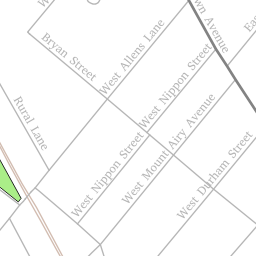 Bryan Street
West Allens Lane
West Nippon Street
Rural Lane
West Nippon Street
West Mount Airy Avenue
West Durham Street
Avenue